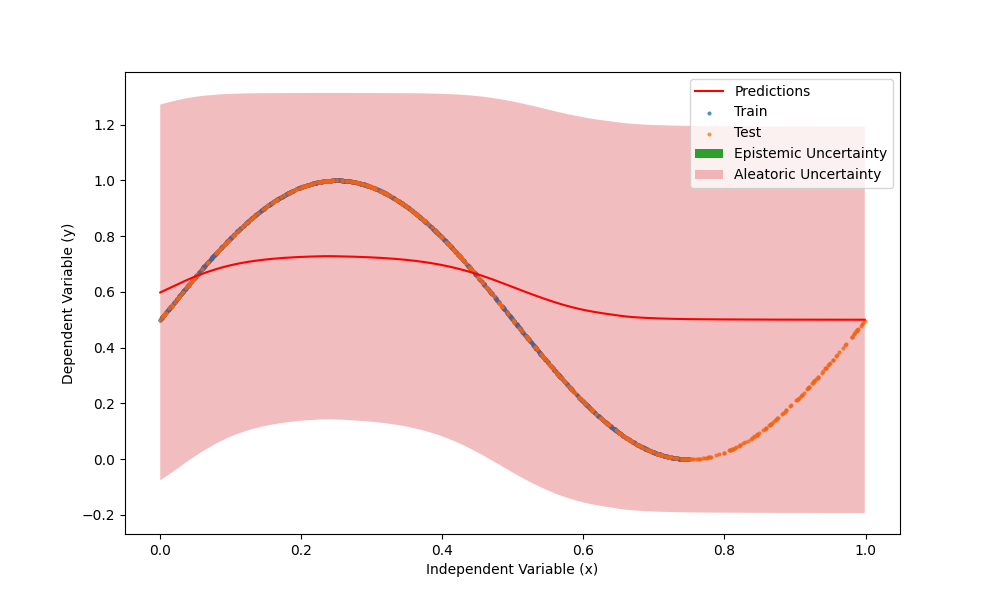 Predictions
Train
Test
Epistemic Uncertainty
Aleatoric Uncertainty
Dependent Variable (y)
1.2
1.0
0.8
0.6
0.4
0.2
0.0
−0.2
0.0 0.2 0.4 0.6 0.8 1.0
Independent Variable (x)